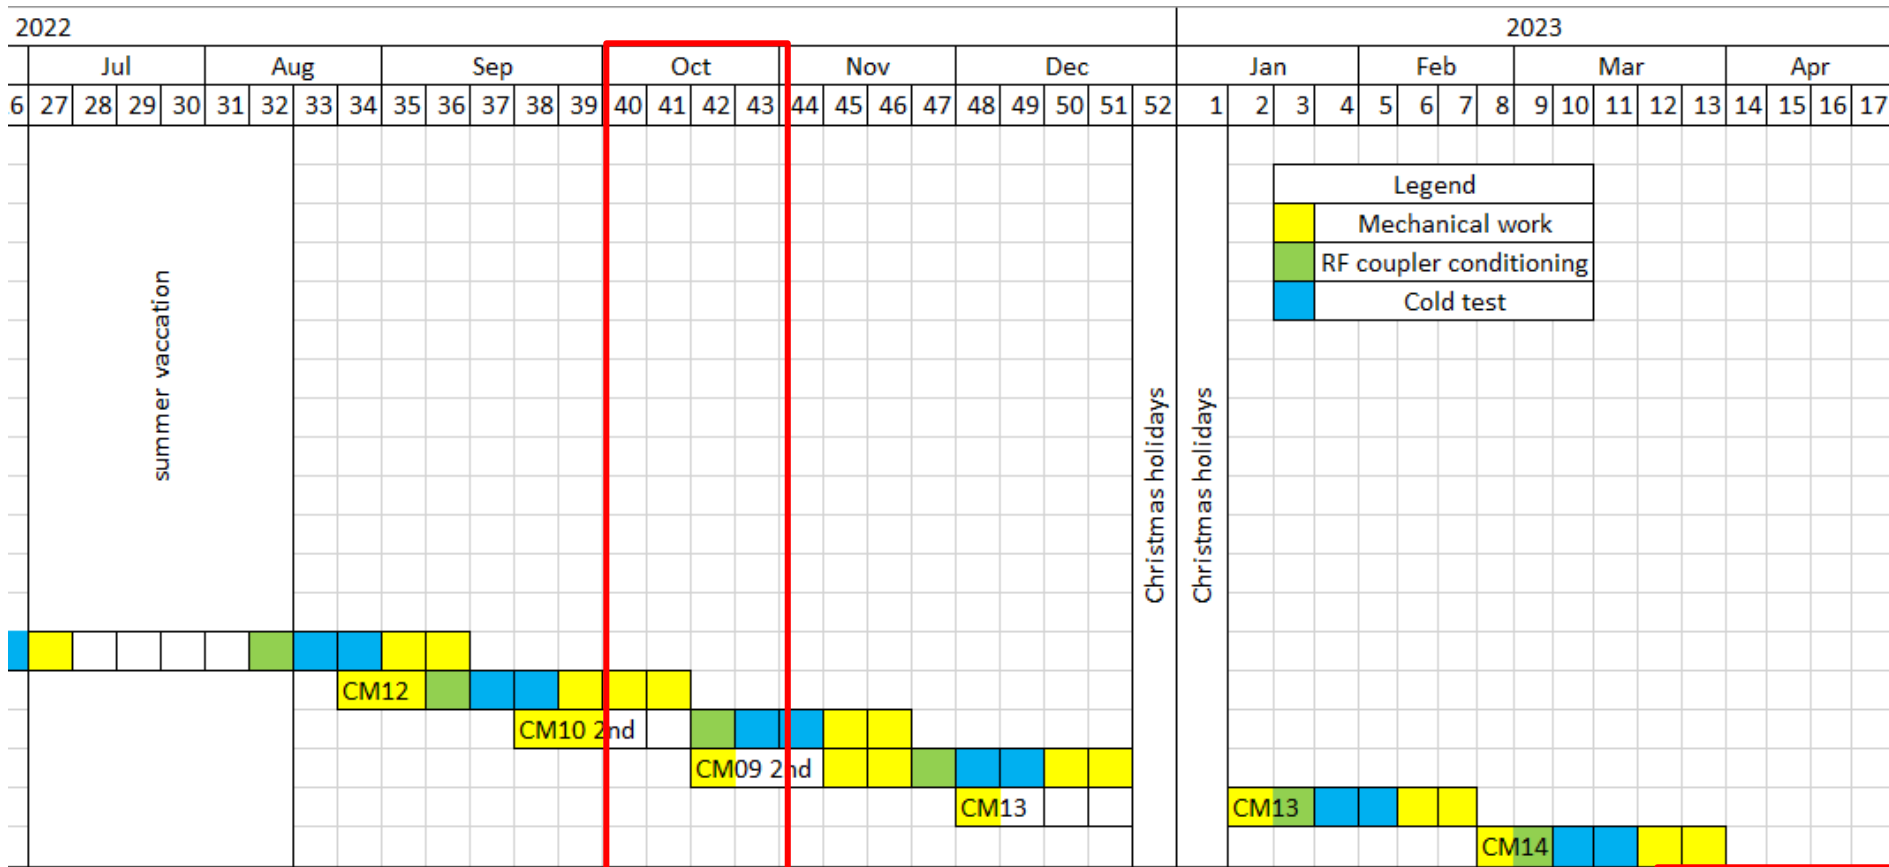 2022 2023
Jul Aug Sep Oct Nov Dec Jan Feb Mar Apr
6 27 28 29 30 31 32 33 34 35 36 37 38 39 40 41 42 43 44 45 46 47 48 49 50 51 52 1 2 3 4 5 6 7 8 9 10 11 12 13 14 15 16 17
Legend
Mechanical work
RF coupler conditioning
Cold test
summer vaccation
Christmas holidays
Christmas holidays
CM12
CM10 2nd
CM09 2nd
CM13 CM13
CM14